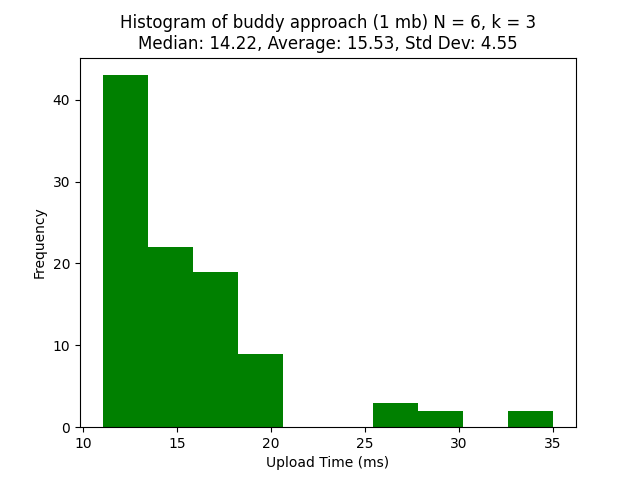 Histogram of buddy approach (1 mb) N = 6, k = 3
Median: 14.22, Average: 15.53, Std Dev: 4.55
40
30
20
10
0
Frequency
10 15 20 25 30 35
Upload Time (ms)